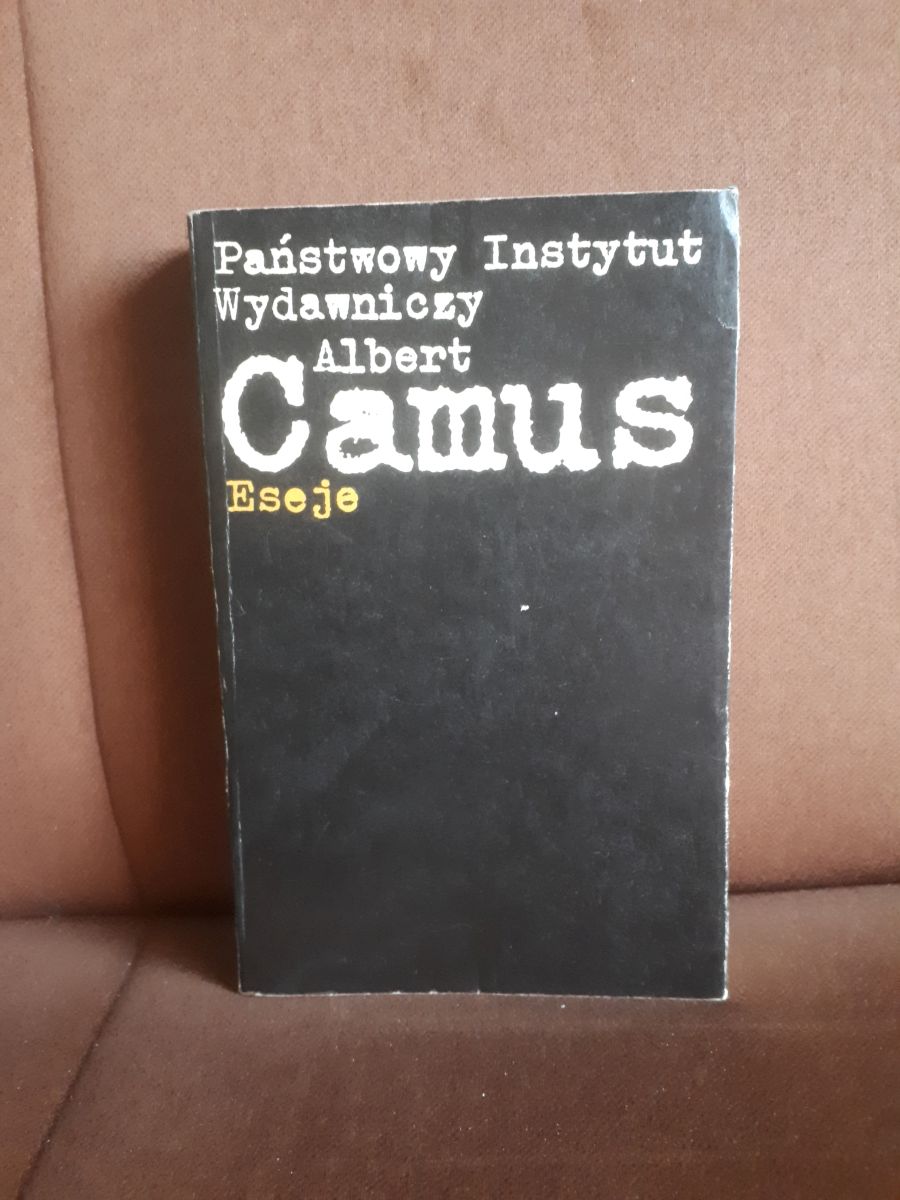 Państwowy Instytut
Wydawniczy
Albert
Camus
Eseje